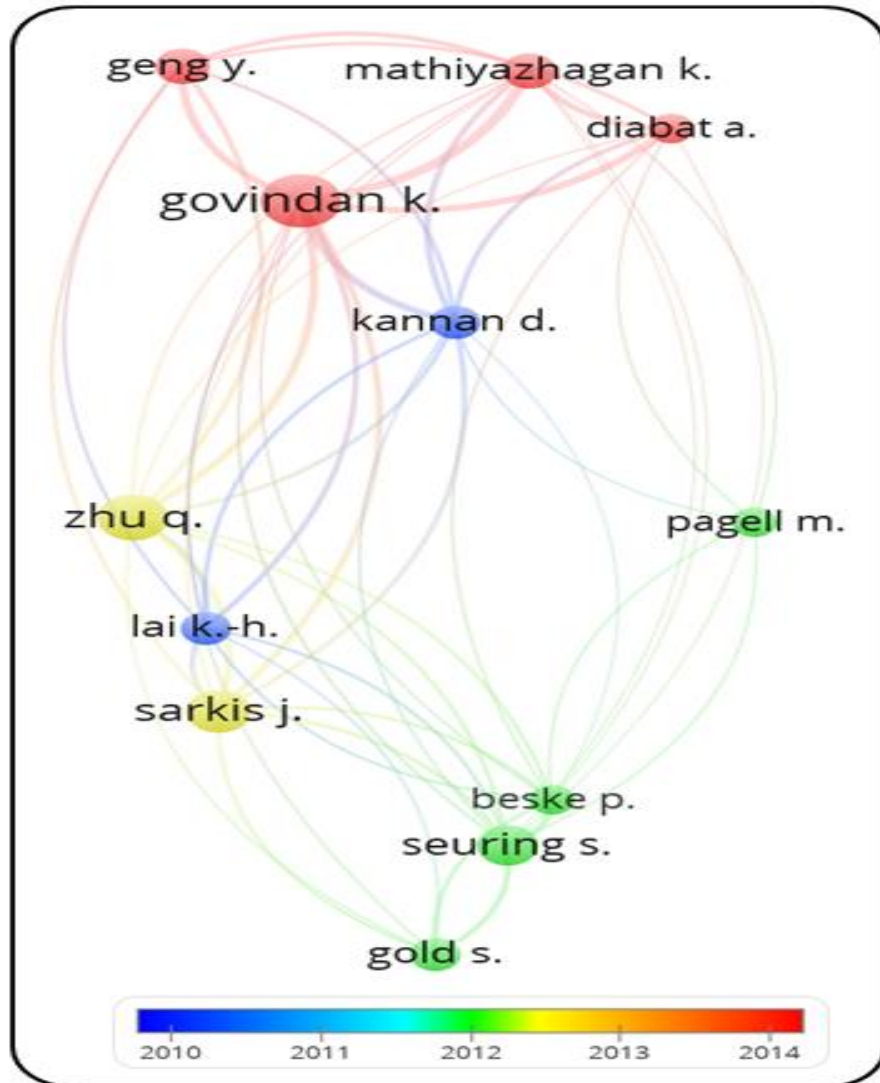 geng y.
mathiyazhagan k.
diabat a.
govindan k.
kannan d.
zhu q.
pagell m.
lai k.-h.
sarkis j.
beske p.
seuring s.
gold s.
2010 2011 2012 2013 2014